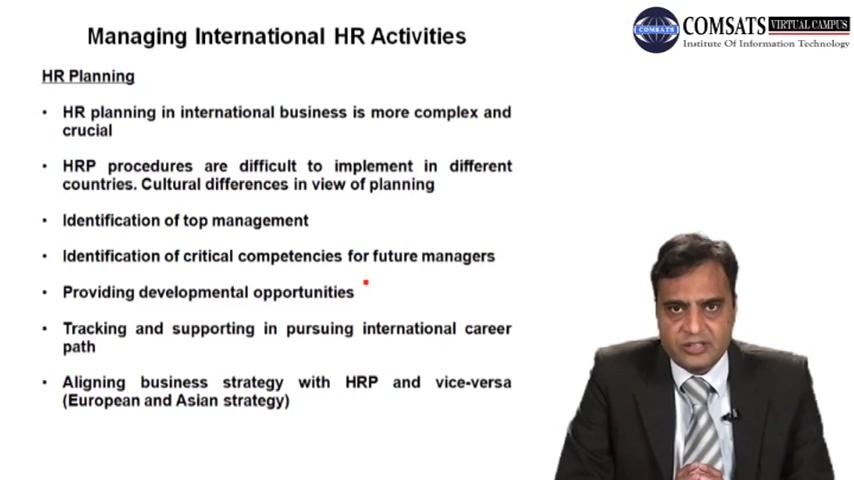 Managing International HR Activities
COMSATS VIRTUAL CAMPUS
COMSATS
Institute Of Information Technology
HR Planning
• HR planning in international business is more complex and
crucial
• HRP procedures are difficult to implement in different
countries. Cultural differences in view of planning
• Identification of top management
• Identification of critical competencies for future managers
• Providing developmental opportunities
• Tracking and supporting in pursuing international career
path
• Aligning business strategy with HRP and vice-versa
(European and Asian strategy)